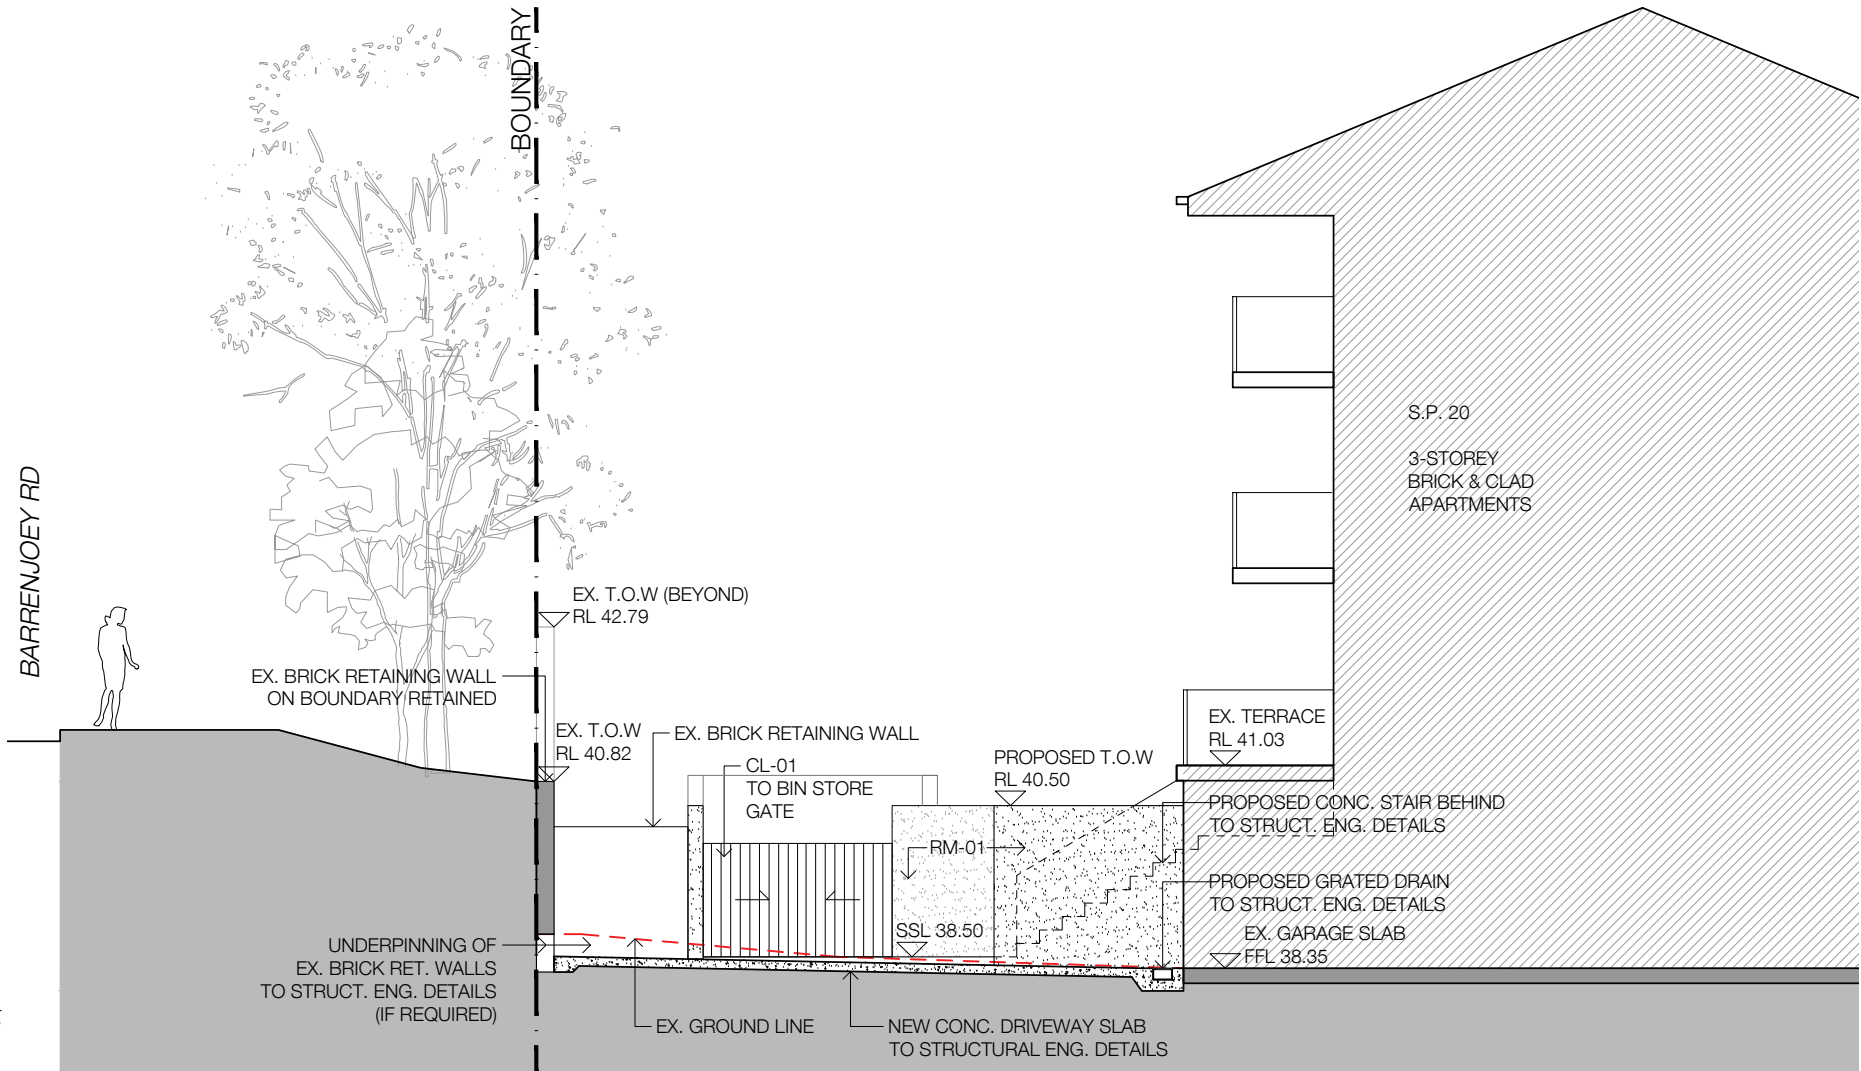 BOUNDARY
BARRENJOEY RD
S.P. 20
3-STOREY
BRICK & CLAD
APARTMENTS
EX. T.O.W (BEYOND)
RL 42.79
EX. BRICK RETAINING WALL
ON BOUNDARY RETAINED
EX. T.O.W
RL 40.82
EX. BRICK RETAINING WALL
CL-01
TO BIN STORE
GATE
PROPOSED T.O.W
RL 40.50
EX. TERRACE
RL 41.03
PROPOSED CONC. STAIR BEHIND
TO STRUCT. ENG. DETAILS
RM-01
PROPOSED GRATED DRAIN
TO STRUCT. ENG. DETAILS
SSL 38.50
EX. GARAGE SLAB
FFL 38.35
UNDERPINNING OF
EX. BRICK RET. WALLS
TO STRUCT. ENG. DETAILS
(IF REQUIRED)
EX. GROUND LINE
NEW CONC. DRIVEWAY SLAB
TO STRUCTURAL ENG. DETAILS